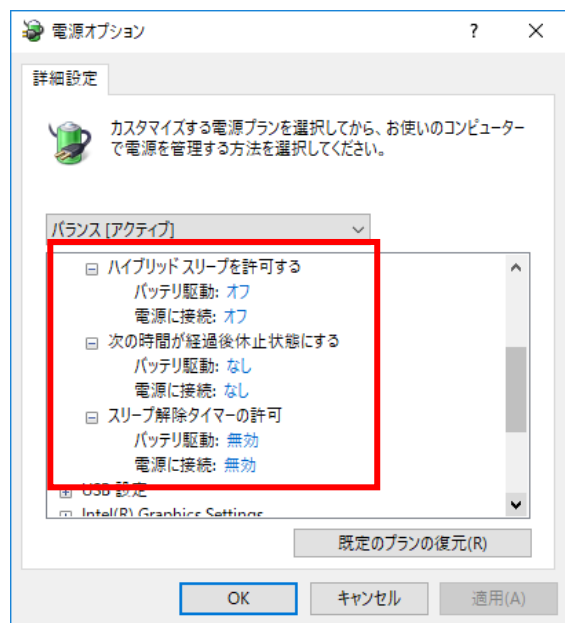 電源オプション ? ×
詳細設定
カスタマイズする電源プランを選択してから、お使いのコンピューター
で電源を管理する方法を選択してください。
バランス [アクティブ]
ハイブリッド スリープを許可する
バッテリ駆動: オフ
電源に接続: オフ
次の時間が経過後休止状態にする
バッテリ駆動: なし
電源に接続: なし
スリープ解除タイマーの許可
バッテリ駆動: 無効
電源に接続: 無効
USB 設定
Intel(R) Graphics Settings
既定のプランの復元(R)
OK キャンセル 適用(A)